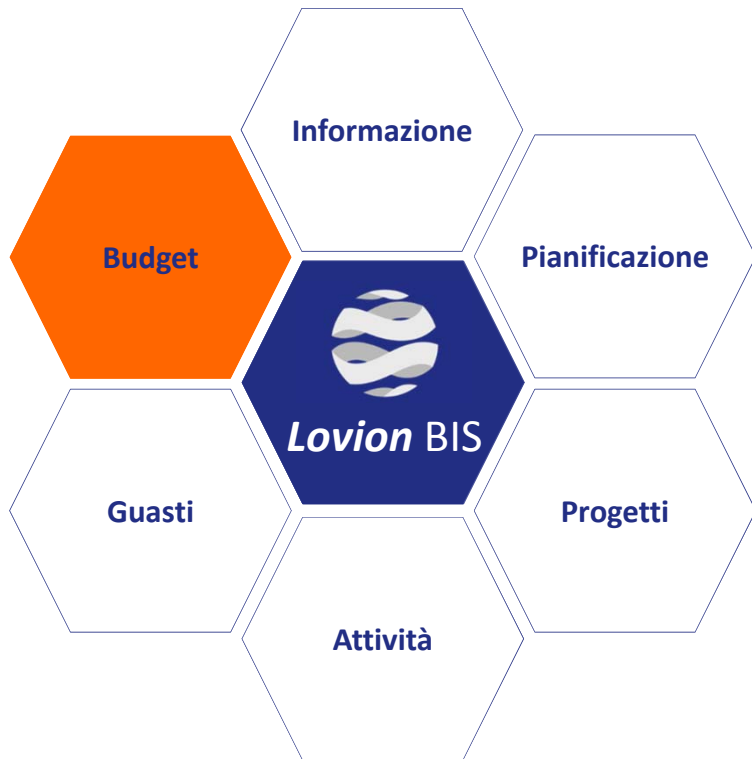 Informazione
Budget
Pianificazione
Lovion BIS
Guasti
Progetti
Attività